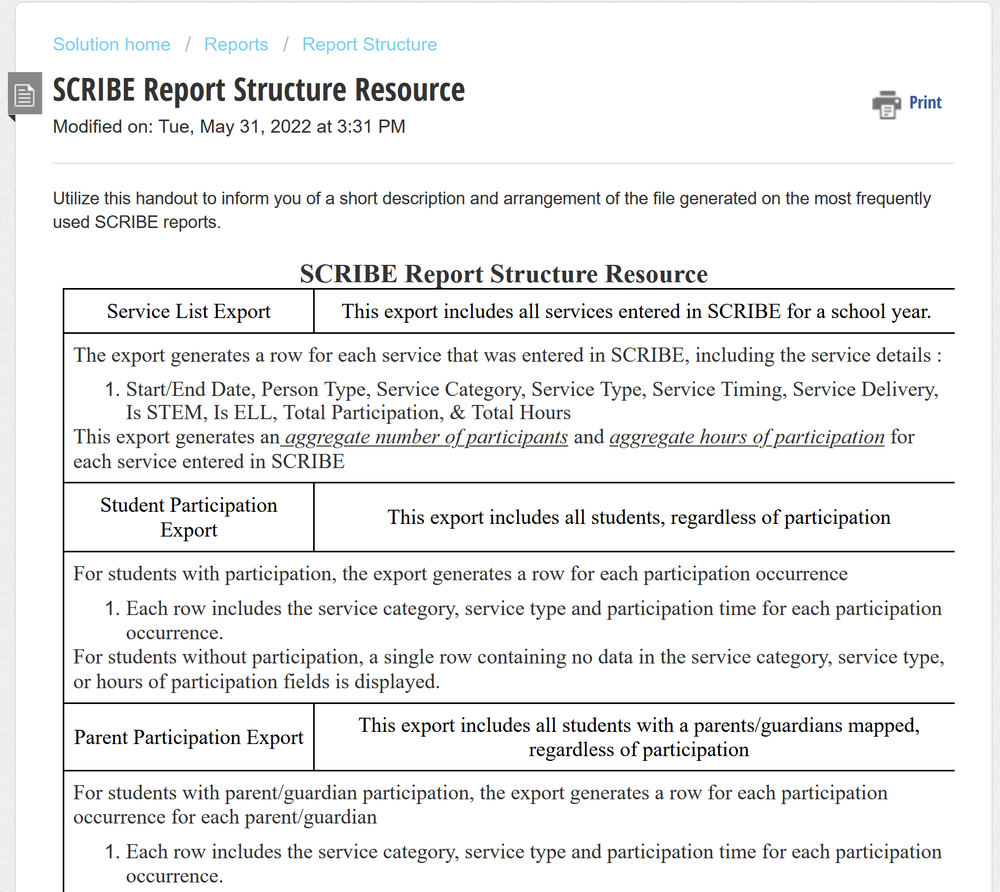 Solution home / Reports / Report Structure
SCRIBE Report Structure Resource
Print
Modified on: Tue, May 31, 2022 at 3:31 PM
Utilize this handout to inform you of a short description and arrangement of the file generated on the most frequently
used SCRIBE reports.
SCRIBE Report Structure Resource
Service List Export
This export includes all services entered in SCRIBE for a school year.
The export generates a row for each service that was entered in SCRIBE, including the service details :
1. Start/End Date, Person Type, Service Category, Service Type, Service Timing, Service Delivery,
Is STEM, Is ELL, Total Participation, & Total Hours
This export generates an aggregate number of participants and aggregate hours of participation for
each service entered in SCRIBE
Student Participation
Export
This export includes all students, regardless of participation
For students with participation, the export generates a row for each participation occurrence
1. Each row includes the service category, service type and participation time for each participation
occurrence.
For students without participation, a single row containing no data in the service category, service type,
or hours of participation fields is displayed.
Parent Participation Export
This export includes all students with a parents/guardians mapped,
regardless of participation
For students with parent/guardian participation, the export generates a row for each participation
occurrence for each parent/guardian
1. Each row includes the service category, service type and participation time for each participation
occurrence.